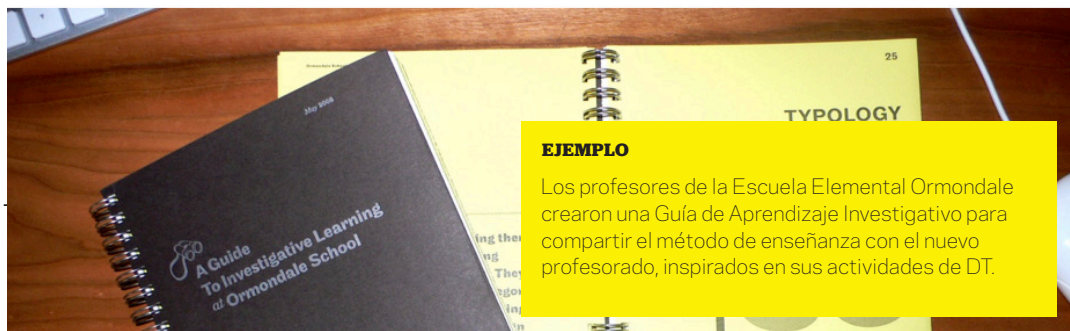 Ormondale School
25
TYPOLOGY
May 2008
A Guide
To Investigative Learning
at Ormondale School
EJEMPLO
Los profesores de la Escuela Elemental Ormondale
crearon una Guía de Aprendizaje Investigativo para
compartir el método de enseñanza con el nuevo
profesorado, inspirados en sus actividades de DT.